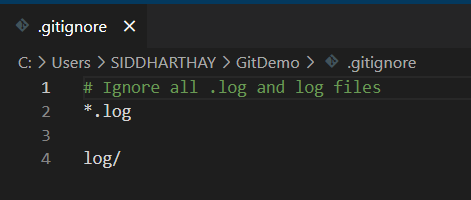 .gitignore ×
C: > Users > SIDDHARTHAY > GitDemo > .gitignore
1 # Ignore all .log and log files
2 *.log
3
4 log/